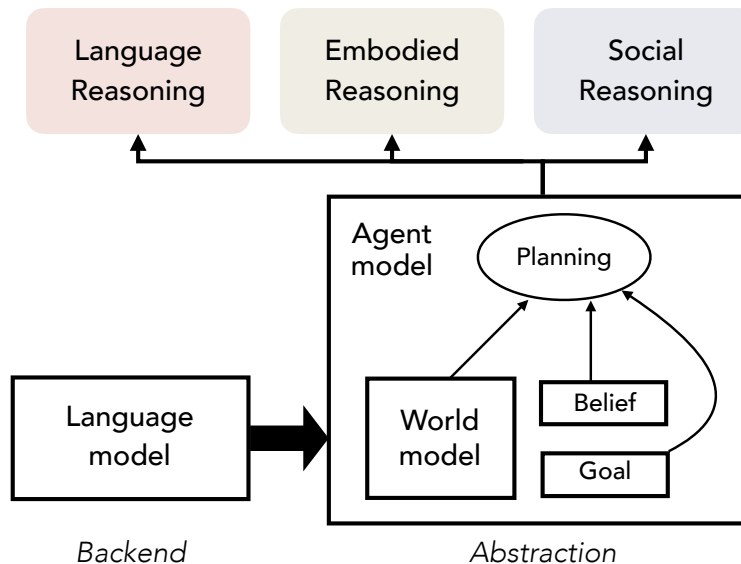 Language
Reasoning
Embodied
Reasoning
Social
Reasoning
Agent
model
Planning
Language
model
World
model
Belief
Goal
Backend
Abstraction